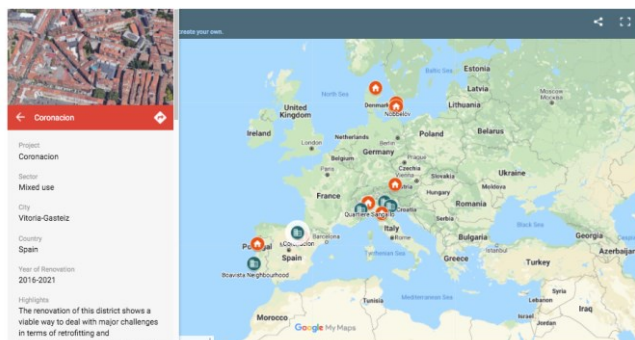 create your own.
Coronacion
Project
Coronacion
Sector
Mixed use
City
Vitoria-Gasteiz
Country
Spain
Year of Renovation
2016-2021
Highlights
The renovation of this district shows a
viable way to deal with major challenges
in terms of retrofitting and
North Sea
Baltic Sea
Estonia
Latvia
Lithuania
Moscow
Москва
Denmark
Nobbelov
United
Kingdom
Ireland
London
Netherlands
Berlin
Poland
Belarus
Belgium
Germany
Prague
Paris
Czechia
Vienna
Slovakia
Ukraine
Austria
Hungary
Moldova
France
Croatia
Romania
Quartiere Sangallo
Serbia
Italy
Rome
Bulgaria
Black Sea
Georgia
Azerbaijan
Istanbul
Coronacion
Barcelona
Portugal
Spain
Boavista Neighbourhood
Tyrrhenian Sea
Greece
Turkey
Tunisia
Mediterranean Sea
Syria
Lebanon
Israel
Iraq
Jordan
Morocco
Google My Maps